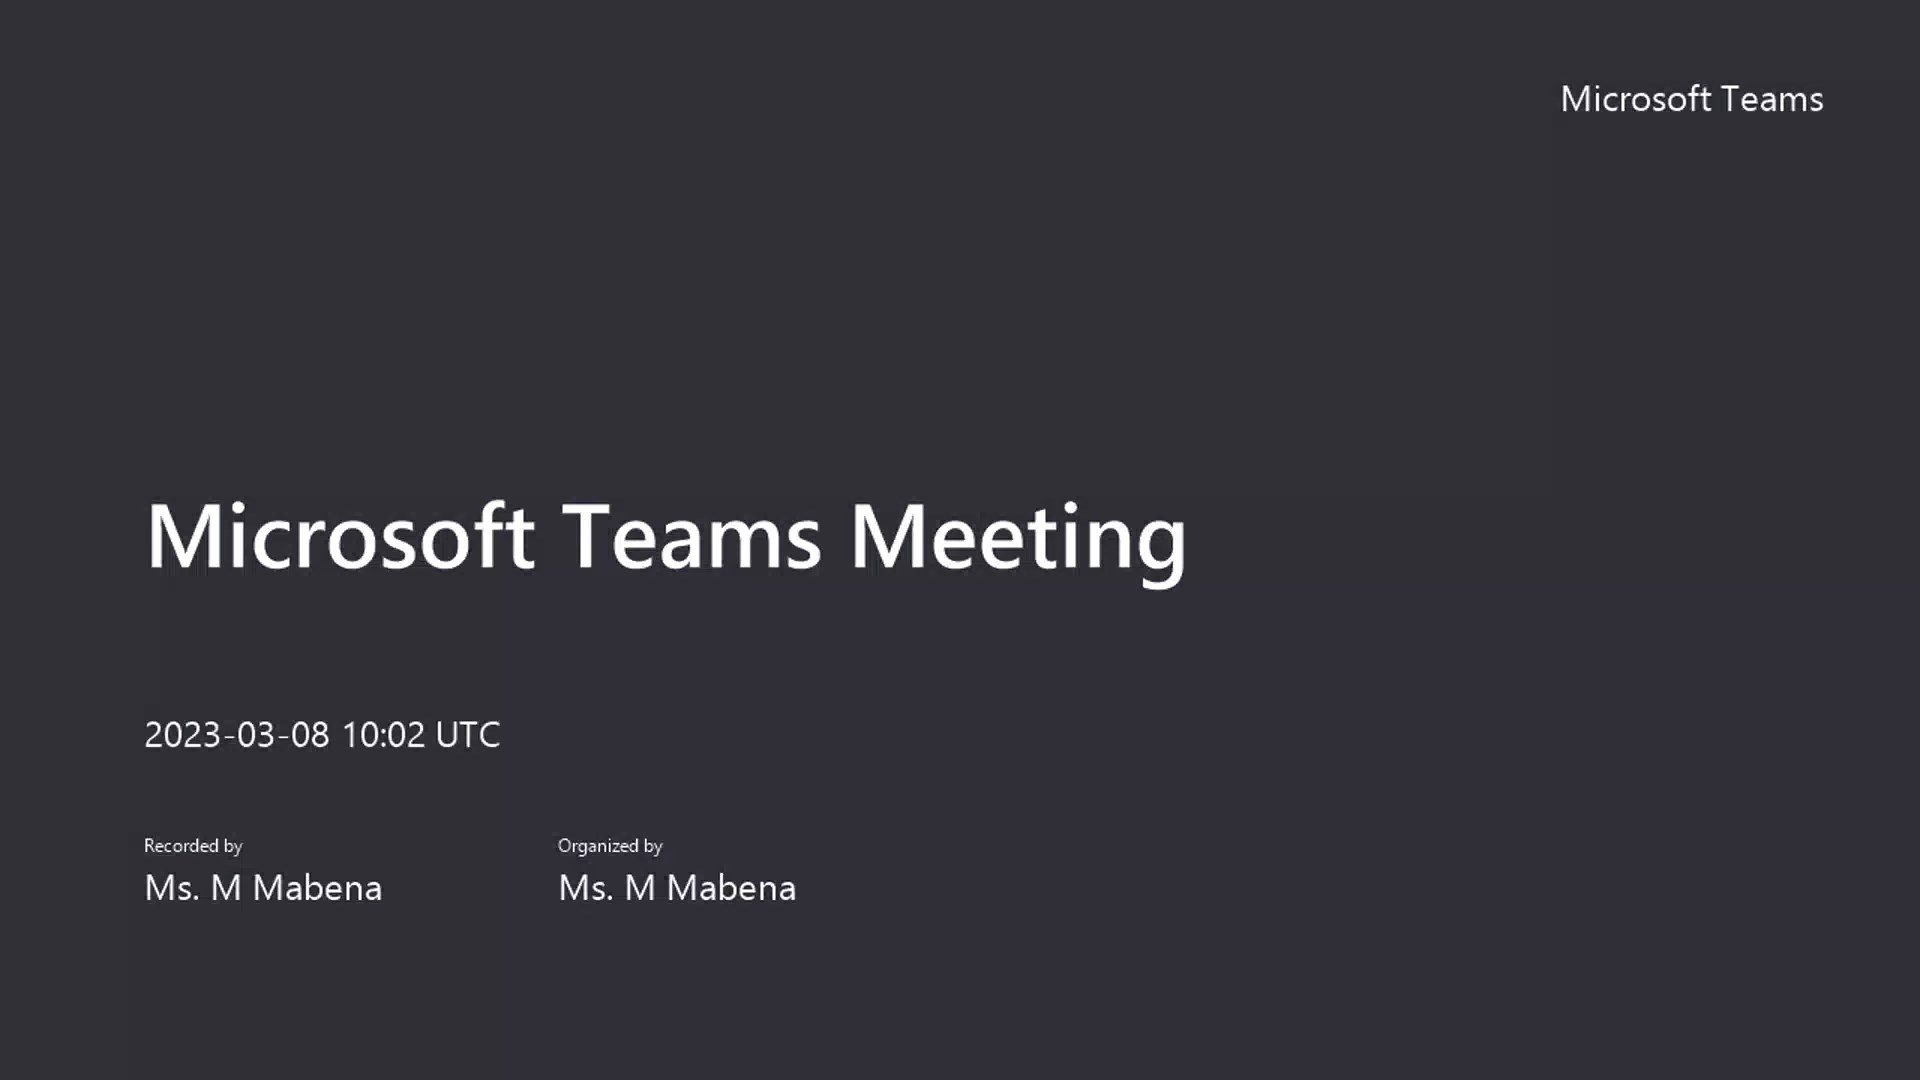 Microsoft Teams
Microsoft Teams Meeting
2023-03-08 10:02 UTC
Recorded by
Ms. M Mabena
Organized by
Ms. M Mabena